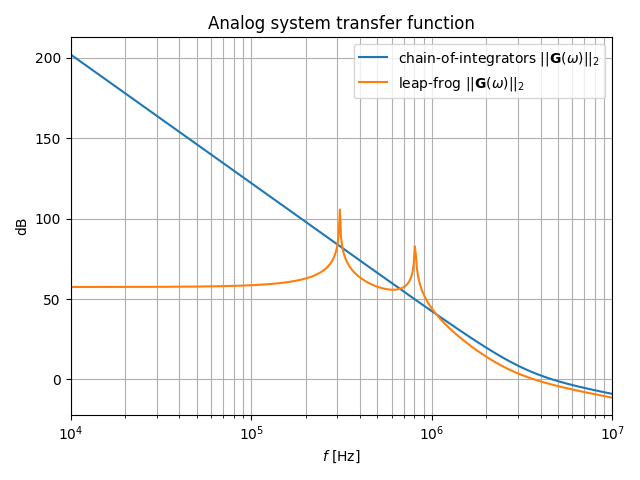 Analog system transfer function
chain-of-integrators ||G(ω)||₂
leap-frog ||G(ω)||₂
200
150
100
50
0
dB
10⁴
10⁵
10⁶
10⁷
f [Hz]